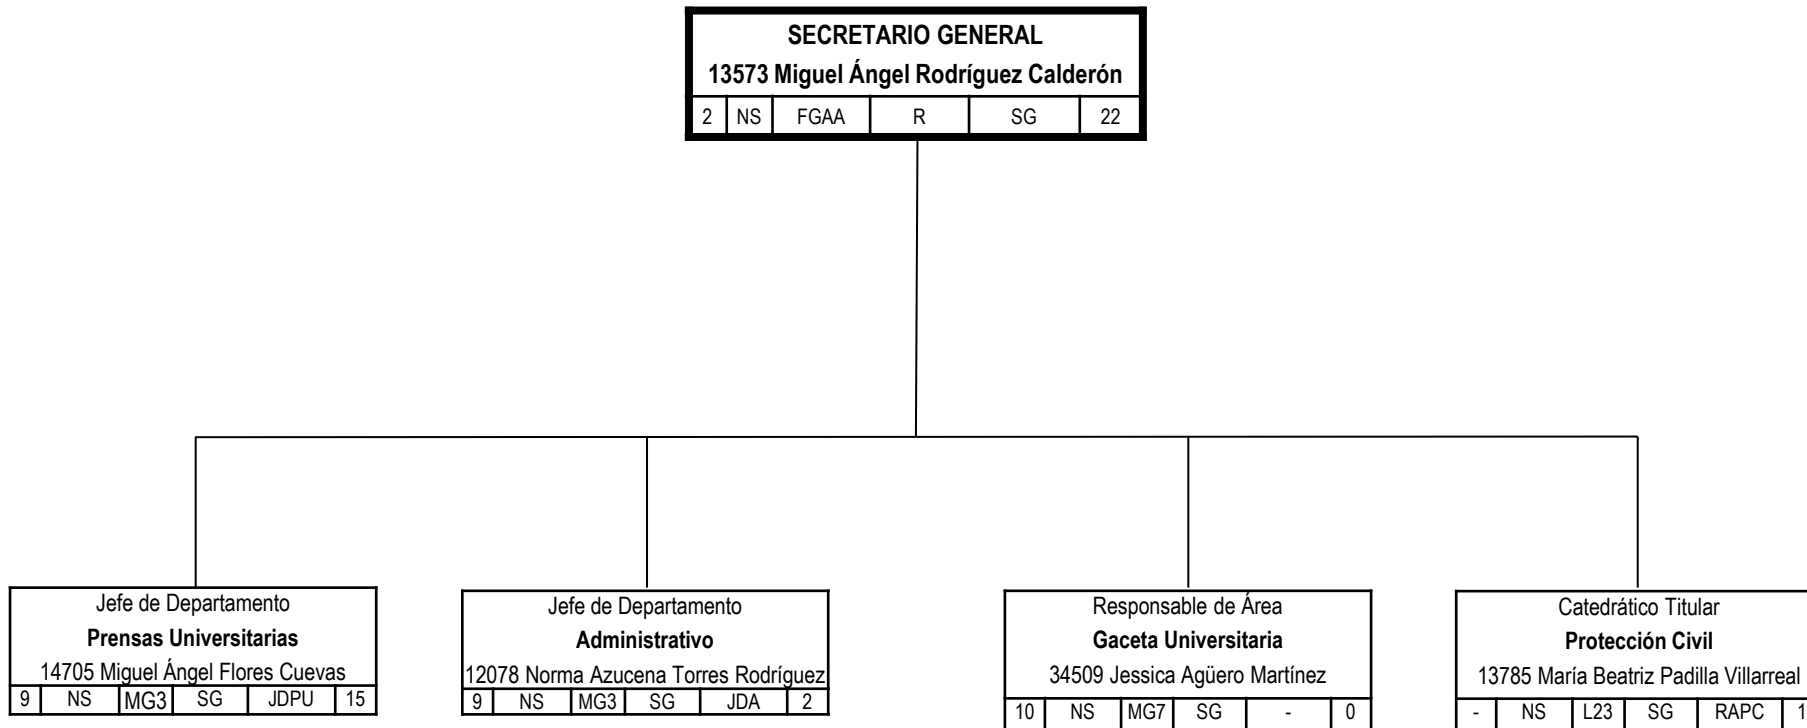 SECRETARIO GENERAL
13573 Miguel Ángel Rodríguez Calderón
2 NS FGAA R SG 22
Jefe de Departamento
Prensas Universitarias
14705 Miguel Ángel Flores Cuevas
9 NS MG3 SG JDPU 15
Jefe de Departamento
Administrativo
12078 Norma Azucena Torres Rodríguez
9 NS MG3 SG JDA 2
Responsable de Área
Gaceta Universitaria
34509 Jessica Agüero Martínez
10 NS MG7 SG - 0
Catedrático Titular
Protección Civil
13785 María Beatriz Padilla Villarreal
- NS L23 SG RAPC 1